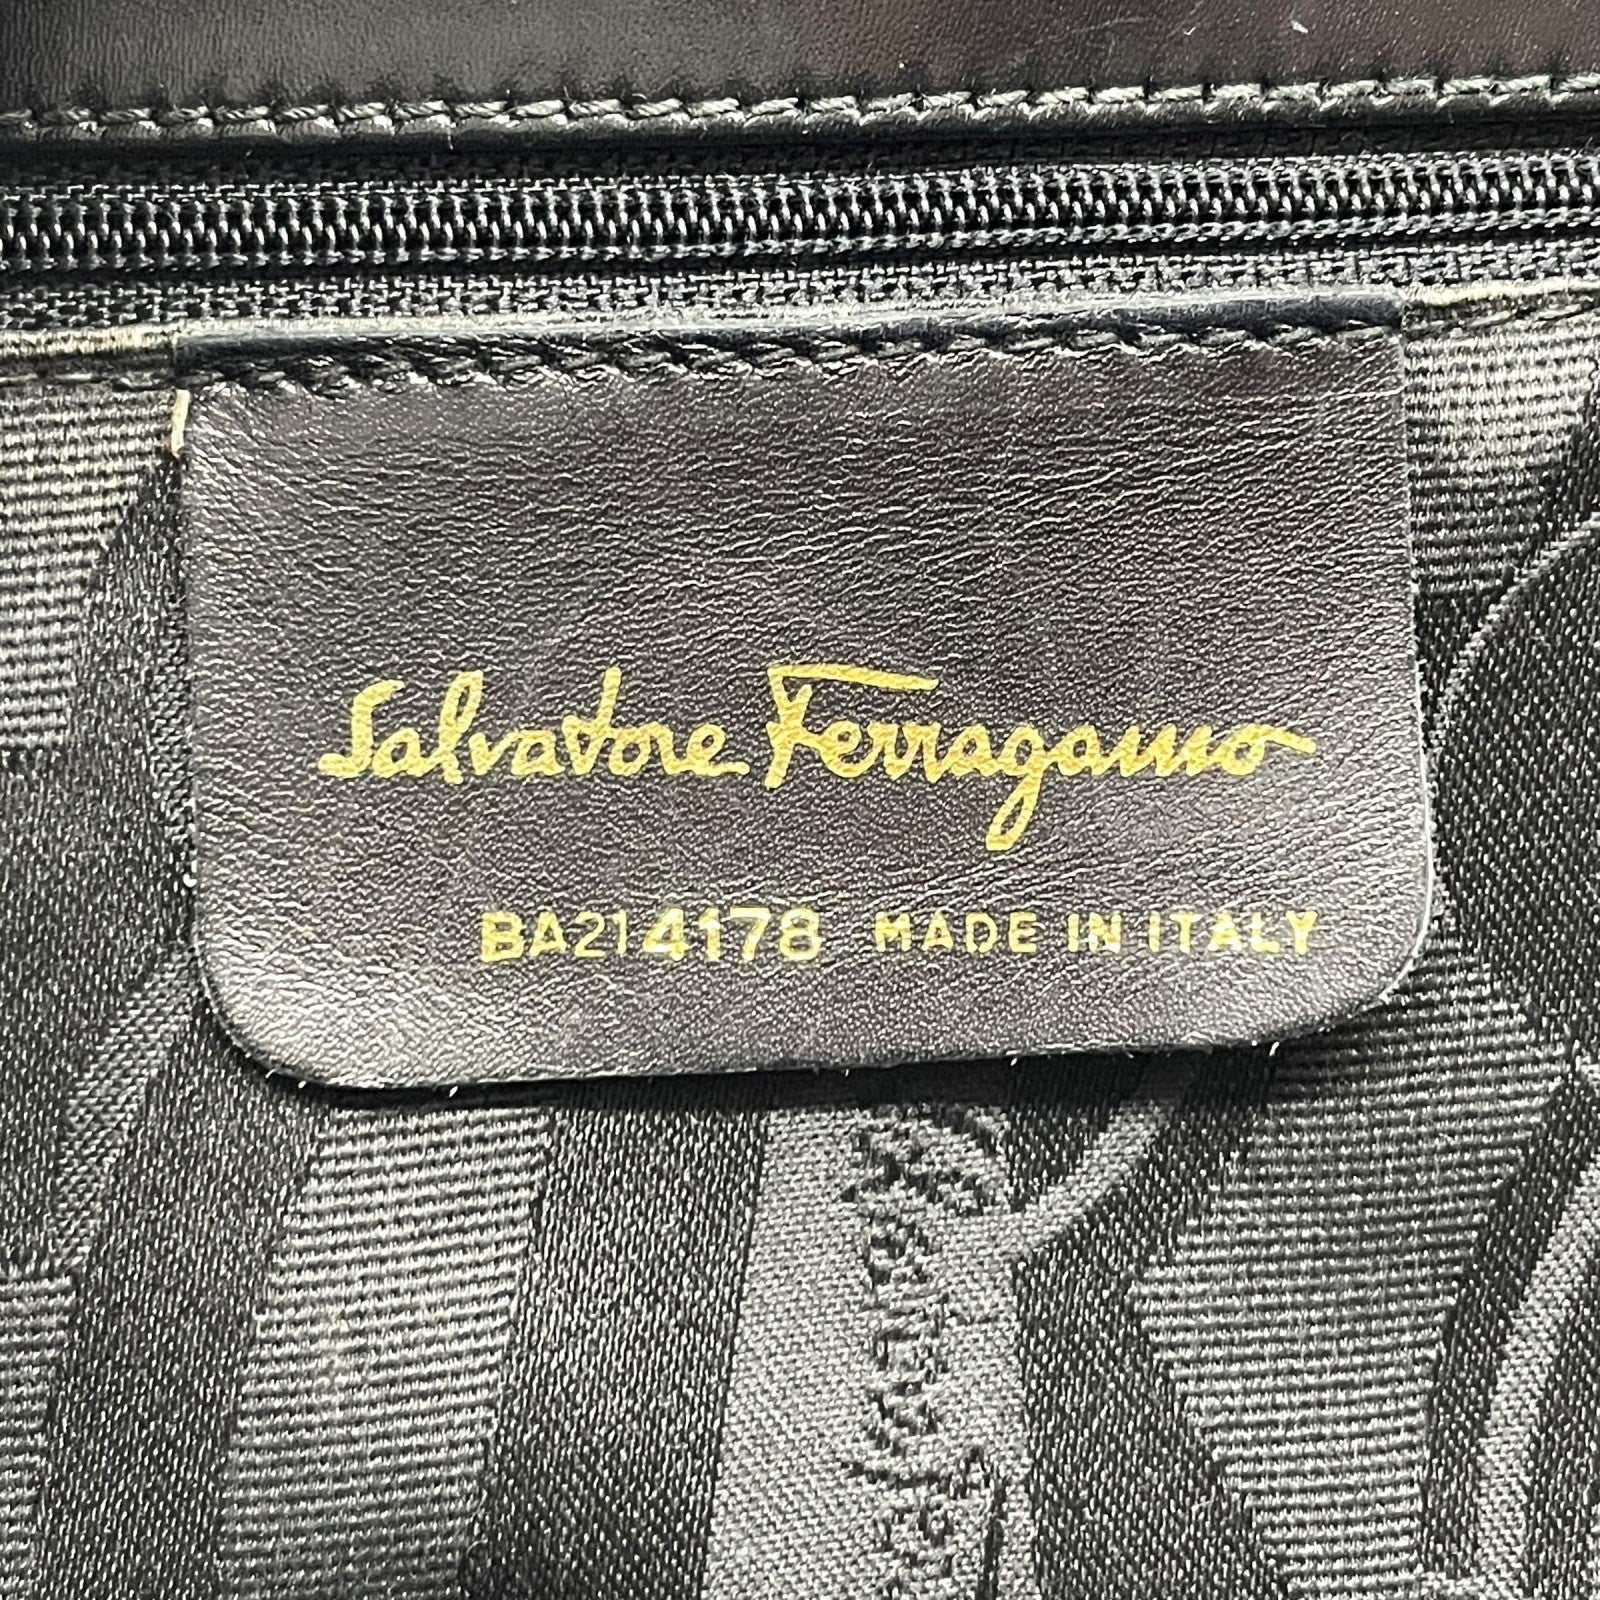 Salvatore Ferragamo
BA214178 MADE IN ITALY